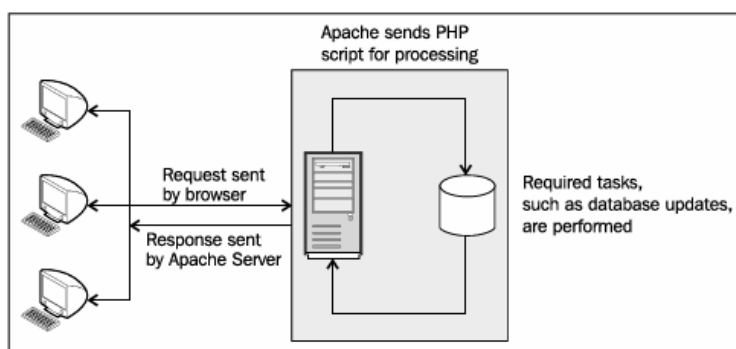 Apache sends PHP
script for processing
Request sent
by browser
Response sent
by Apache Server
Required tasks,
such as database updates,
are performed